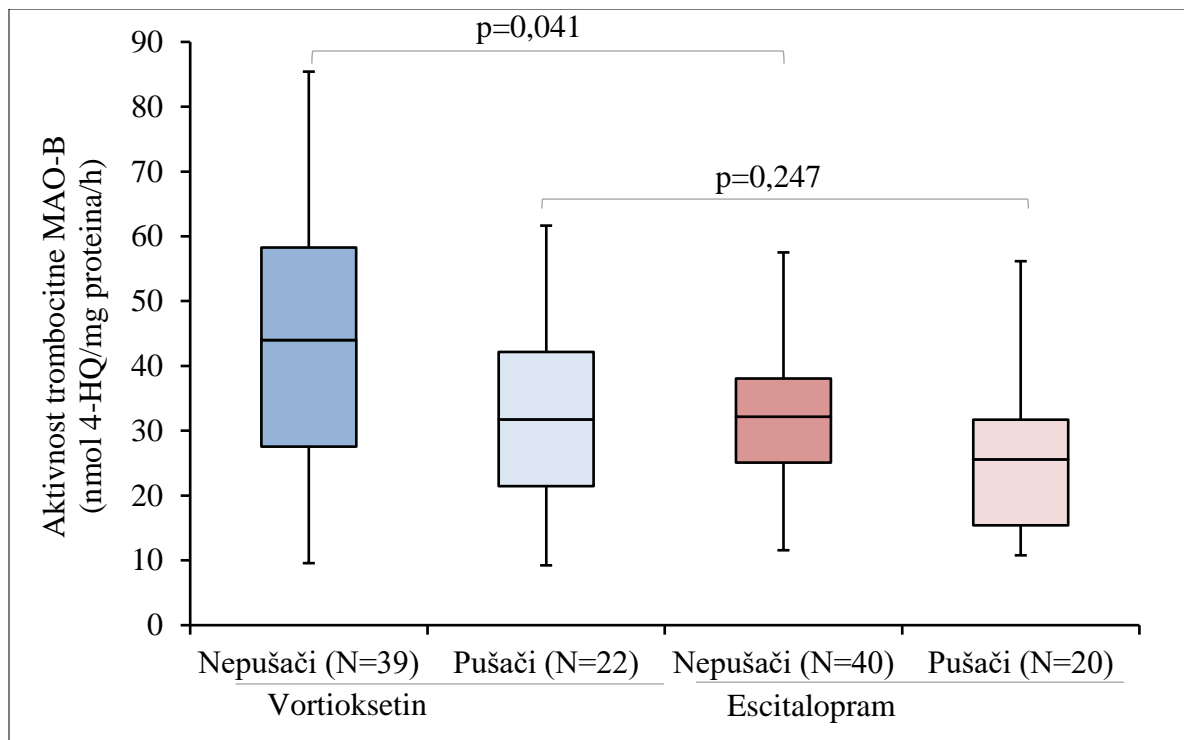 p=0,041
p=0,247
Aktivnost trombocitne MAO-B
(nmol 4-HQ/mg proteina/h)
90
80
70
60
50
40
30
20
10
0
Nepušači (N=39) Pušači (N=22) Nepušači (N=40) Pušači (N=20)
Vortioksetin Escitalopram